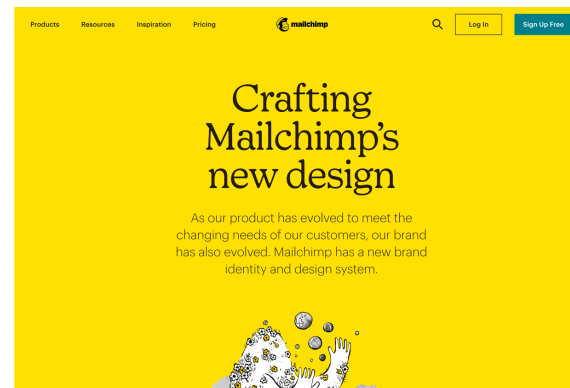 Products Resources Inspiration Pricing mailchimp Log In Sign Up Free
Crafting
Mailchimp's
new design
As our product has evolved to meet the
changing needs of our customers, our brand
has also evolved. Mailchimp has a new brand
identity and design system.